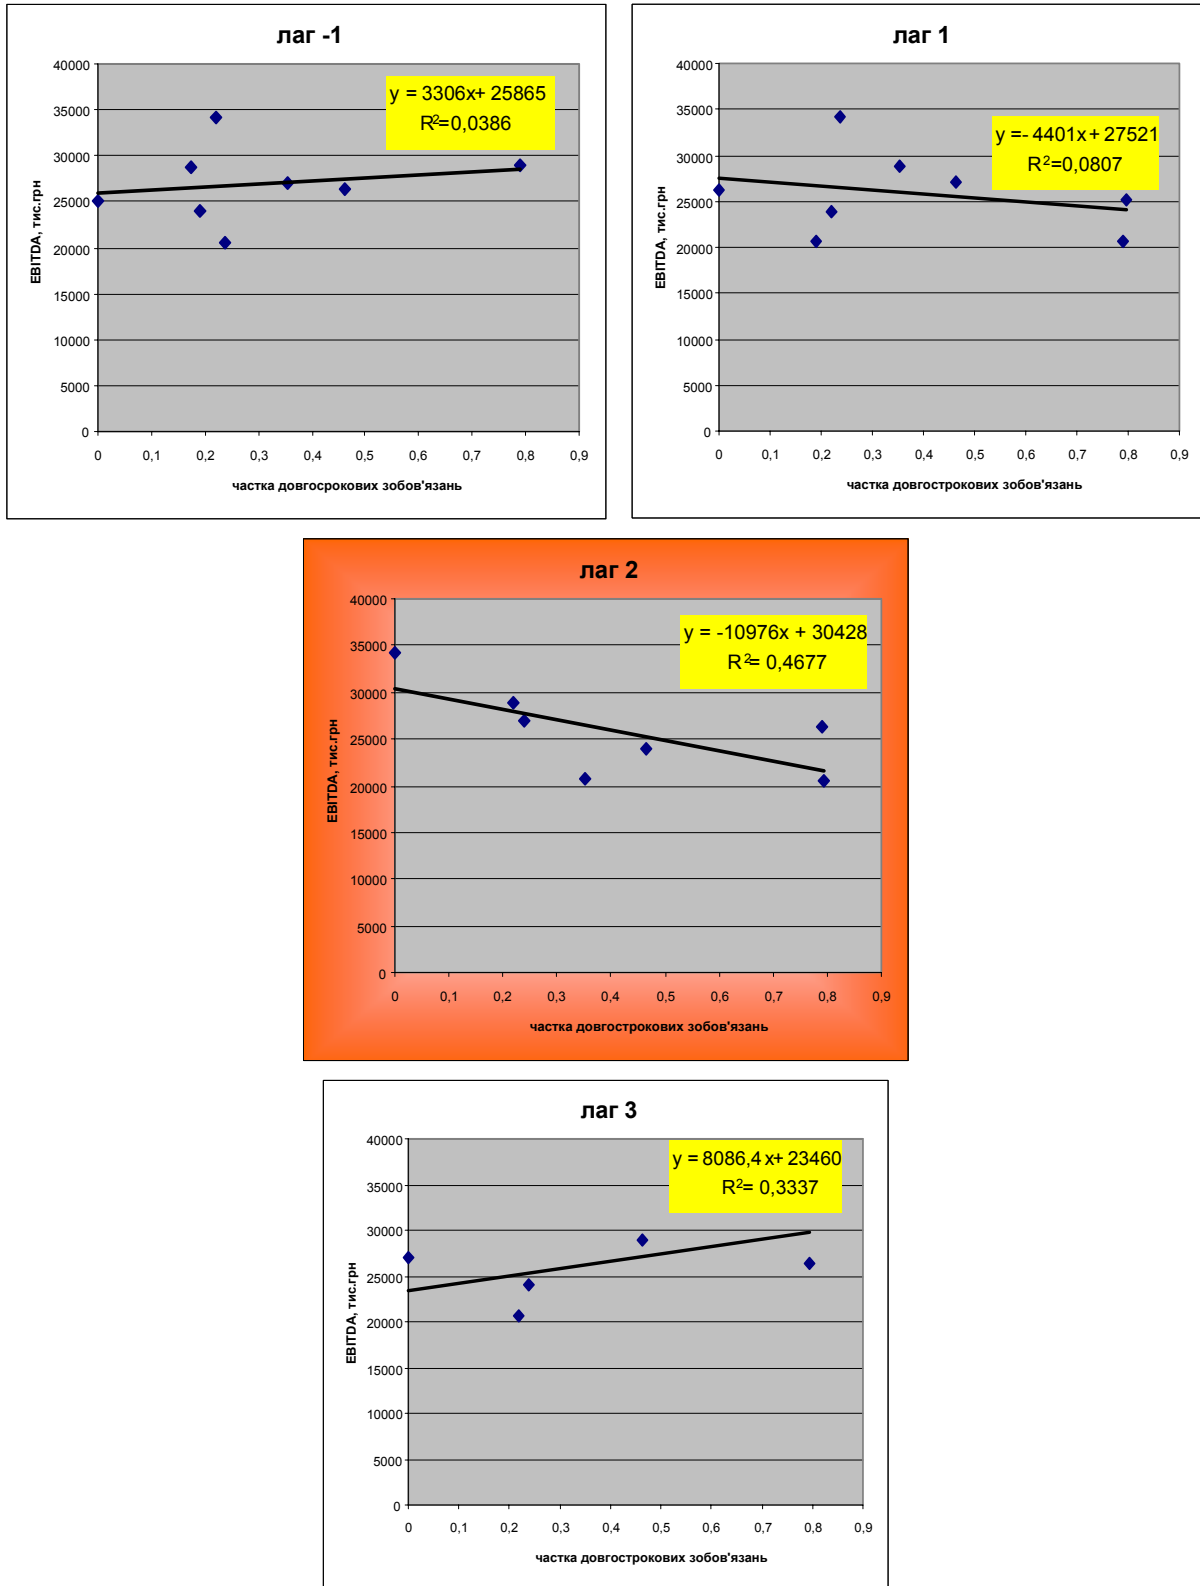 лаг -1
y = 3306x+ 25865
R²=0,0386
EBITDA, тис.грн
40000
35000
30000
25000
20000
15000
10000
5000
0
0 0,1 0,2 0,3 0,4 0,5 0,6 0,7 0,8 0,9
частка довгосрокових зобов'язань
лаг 1
y =- 4401x+ 27521
R²=0,0807
EBITDA, тис.грн
40000
35000
30000
25000
20000
15000
10000
5000
0
0 0,1 0,2 0,3 0,4 0,5 0,6 0,7 0,8 0,9
частка довгострокових зобов'язань
лаг 2
y = -10976x + 30428
R²= 0,4677
EBITDA, тис.грн
40000
35000
30000
25000
20000
15000
10000
5000
0
0 0,1 0,2 0,3 0,4 0,5 0,6 0,7 0,8 0,9
частка довгострокових зобов'язань
лаг 3
y = 8086,4x+ 23460
R²= 0,3337
EBITDA, тис.грн
40000
35000
30000
25000
20000
15000
10000
5000
0
0 0,1 0,2 0,3 0,4 0,5 0,6 0,7 0,8 0,9
частка довгострокових зобов'язань